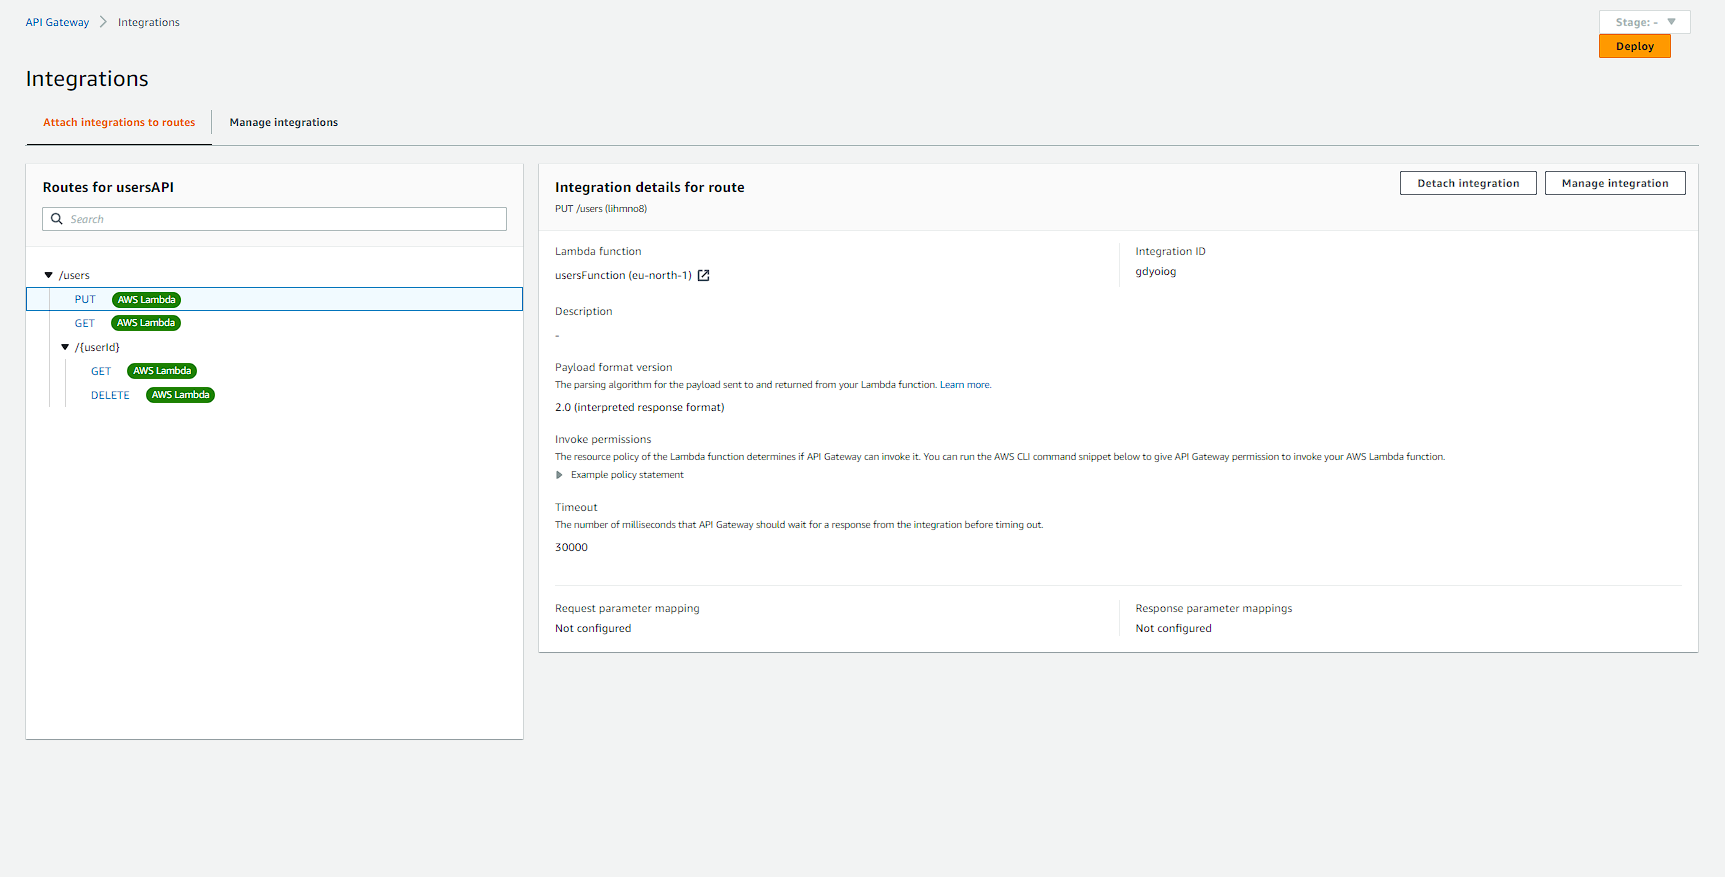 API Gateway
Integrations
Stage: -
Deploy
Integrations
Attach integrations to routes
Manage integrations
Routes for usersAPI
Search
/users
PUT AWS Lambda
GET AWS Lambda
/{userId}
GET AWS Lambda
DELETE AWS Lambda
Integration details for route
PUT /users (lihmno8)
Detach integration
Manage integration
Lambda function
usersFunction (eu-north-1)
Integration ID
gdyoiog
Description
-
Payload format version
The parsing algorithm for the payload sent to and returned from your Lambda function. Learn more.
2.0 (interpreted response format)
Invoke permissions
The resource policy of the Lambda function determines if API Gateway can invoke it. You can run the AWS CLI command snippet below to give API Gateway permission to invoke your AWS Lambda function.
Example policy statement
Timeout
The number of milliseconds that API Gateway should wait for a response from the integration before timing out.
30000
Request parameter mapping
Not configured
Response parameter mappings
Not configured